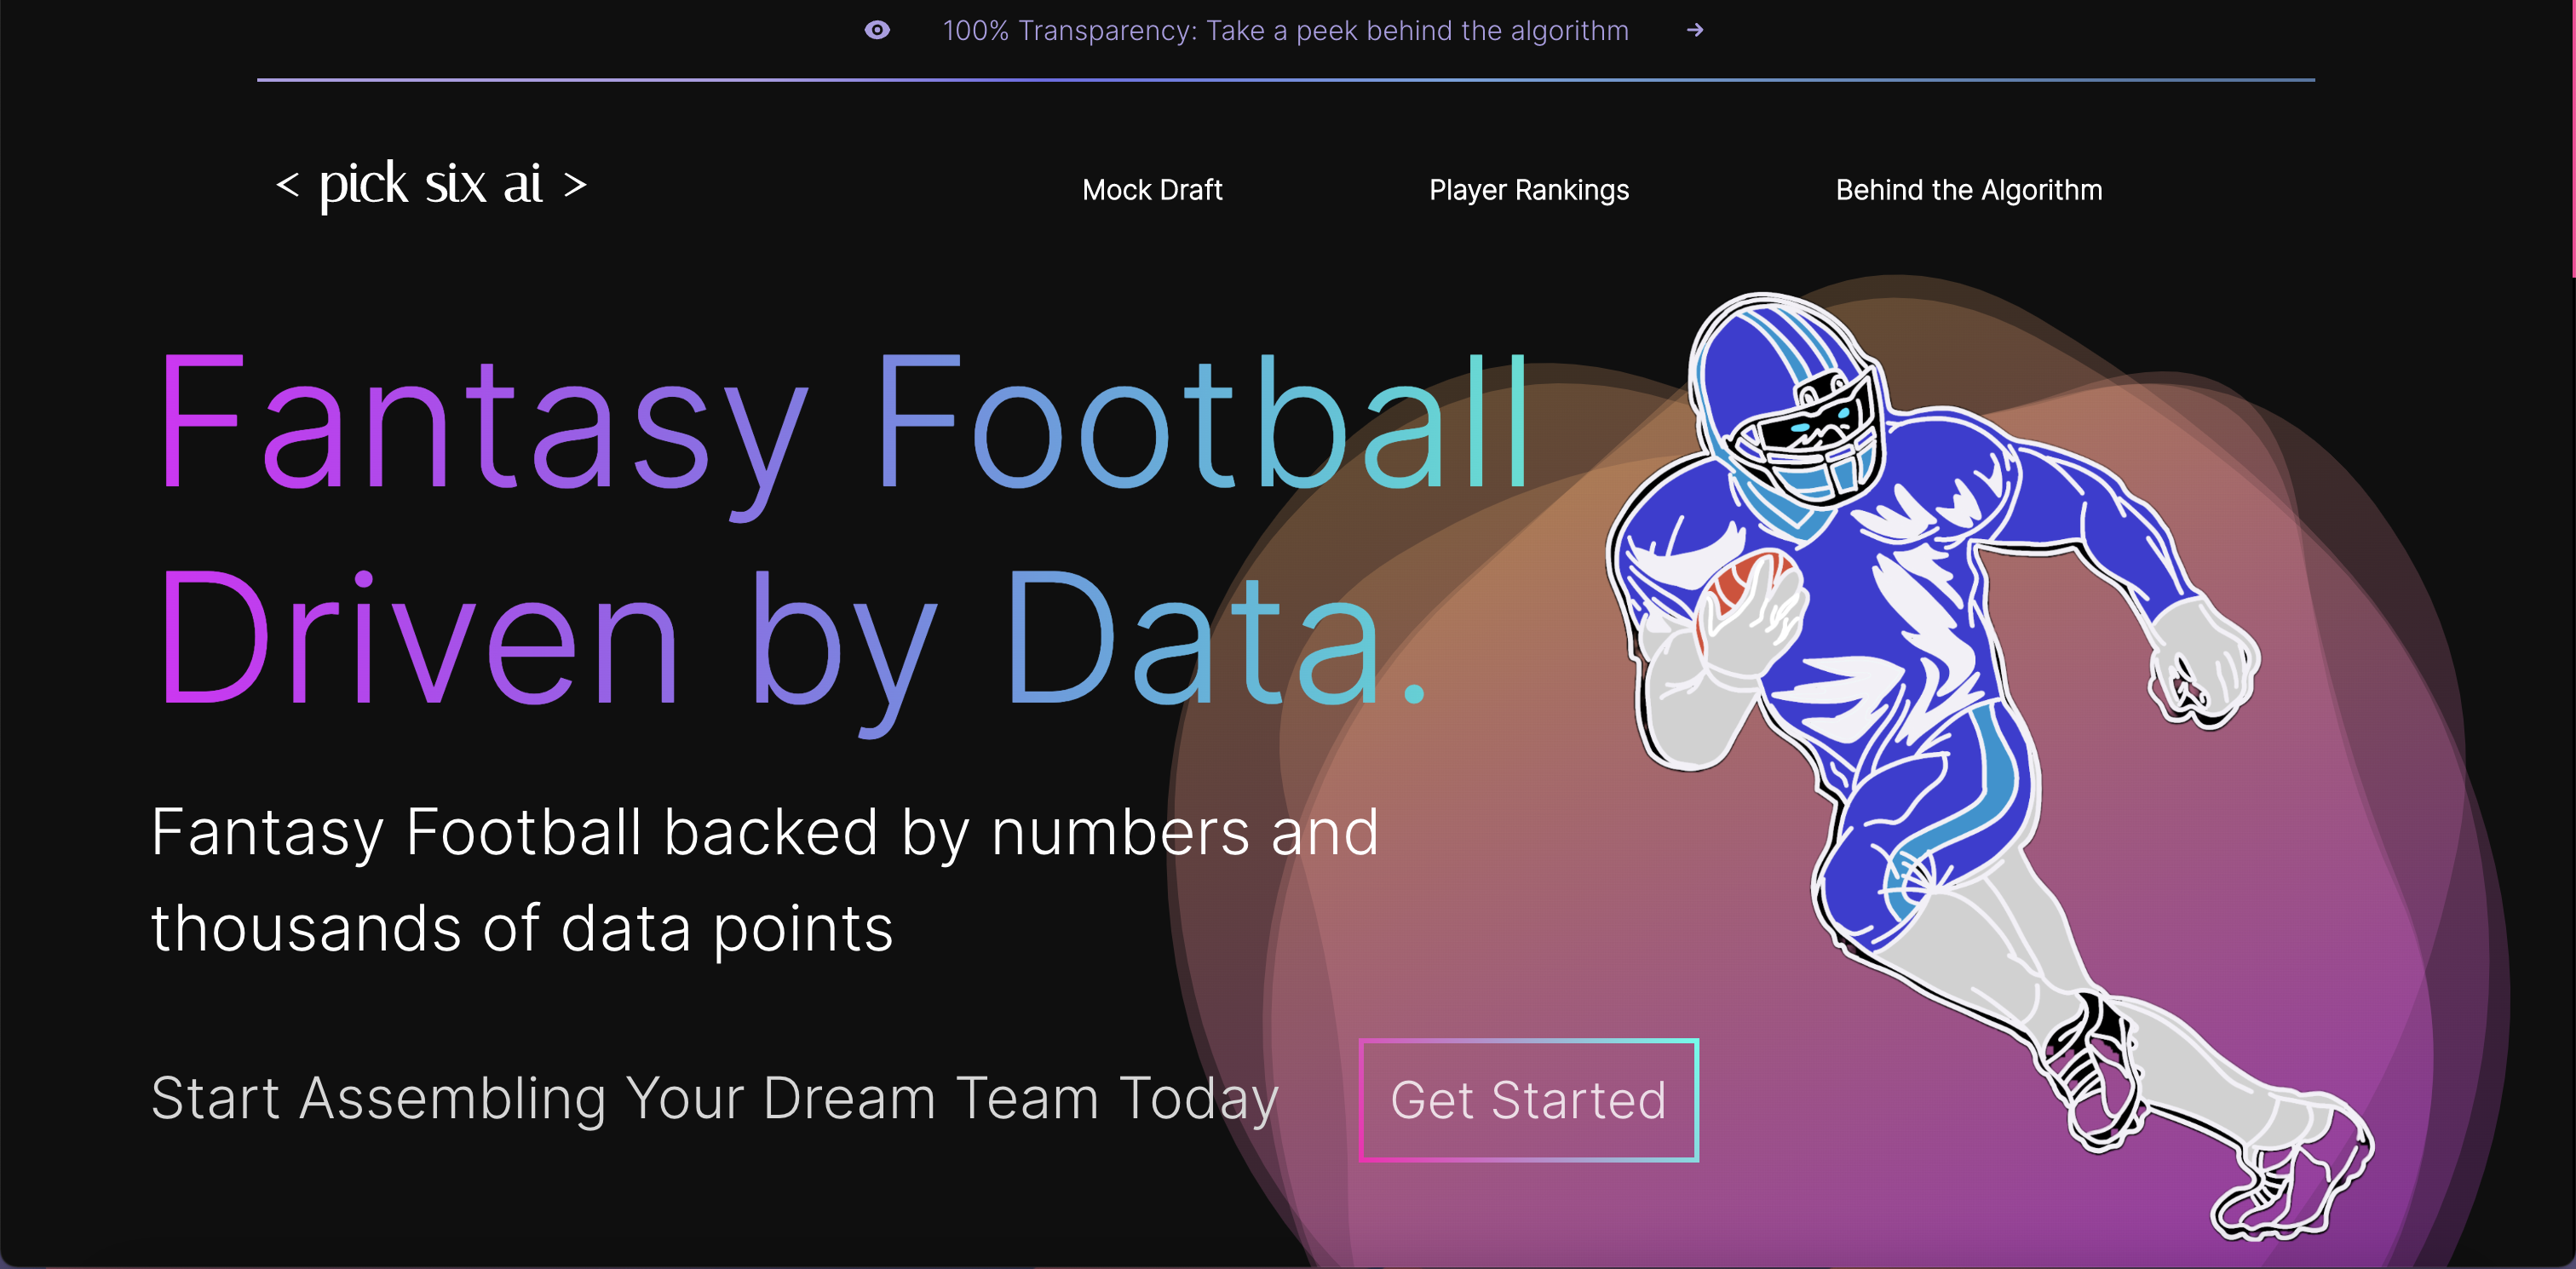 100% Transparency: Take a peek behind the algorithm →
< pick six ai >
Mock Draft Player Rankings Behind the Algorithm
Fantasy Football
Driven by Data.
Fantasy Football backed by numbers and
thousands of data points
Start Assembling Your Dream Team Today
Get Started